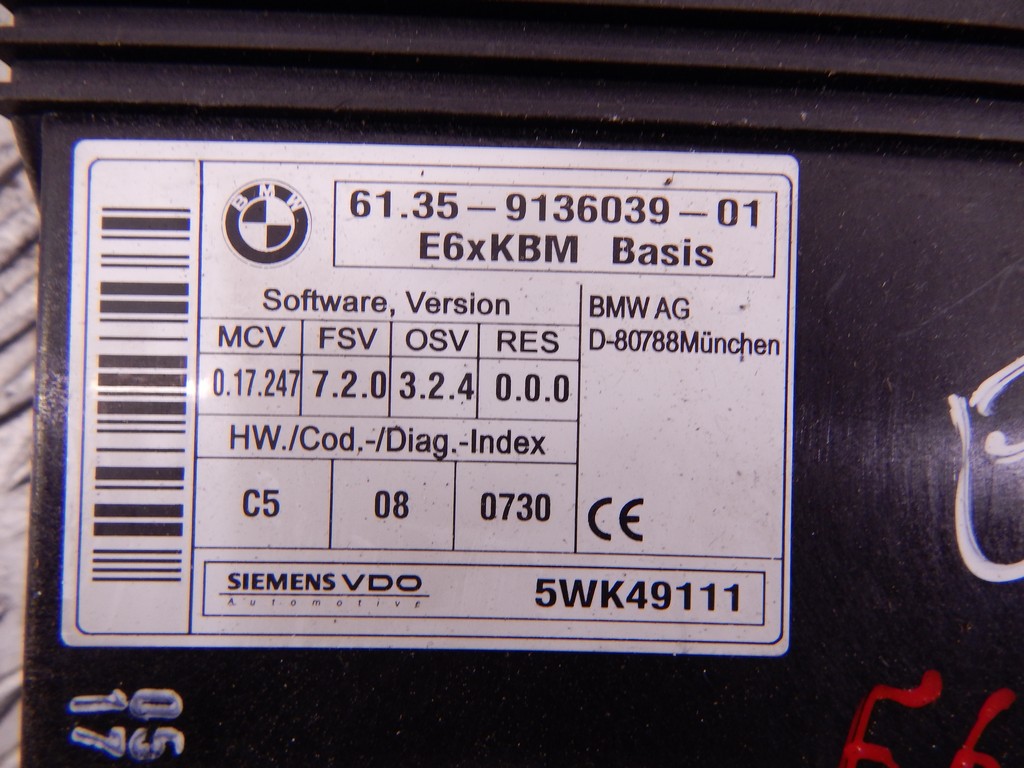 BMW
61.35-9136039-01
E6xKBM Basis
Software, Version
MCV FSV OSV RES
0.17.247 7.2.0 3.2.4 0.0.0
HW./Cod.-/Diag.-Index
C5 08 0730
BMW AG
D-80788München
CE
SIEMENS VDO
Automotive
5WK49111
E6